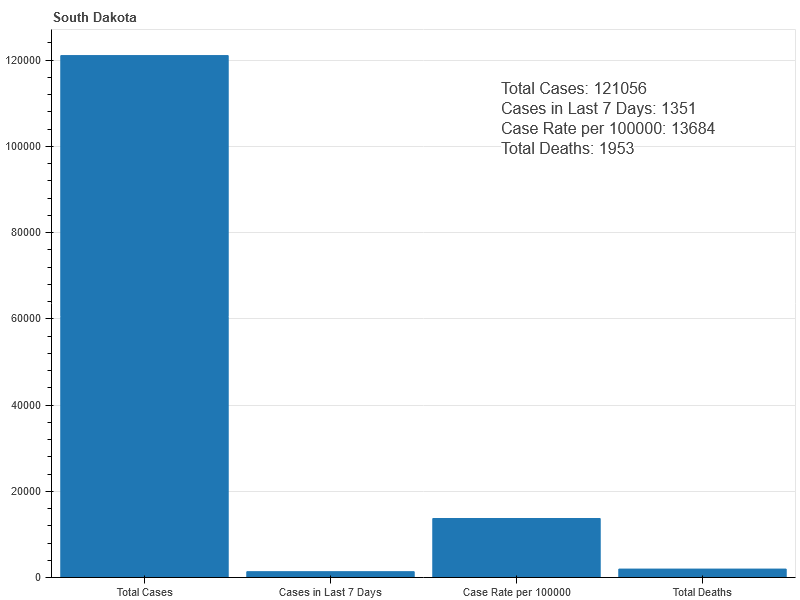 South Dakota
120000
100000
80000
60000
40000
20000
0
Total Cases: 121056
Cases in Last 7 Days: 1351
Case Rate per 100000: 13684
Total Deaths: 1953
Total Cases
Cases in Last 7 Days
Case Rate per 100000
Total Deaths